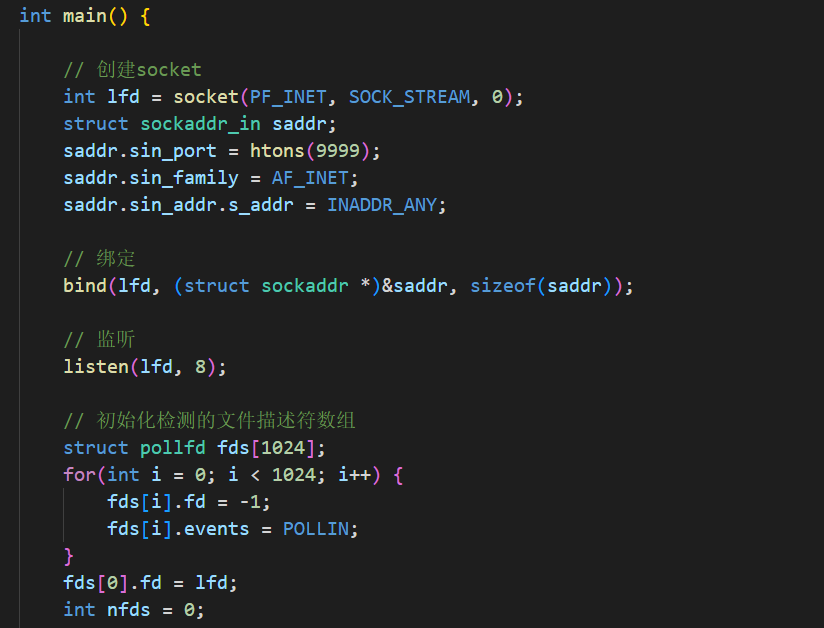 int main() {
// 创建socket
int lfd = socket(PF_INET, SOCK_STREAM, 0);
struct sockaddr_in saddr;
saddr.sin_port = htons(9999);
saddr.sin_family = AF_INET;
saddr.sin_addr.s_addr = INADDR_ANY;
// 绑定
bind(lfd, (struct sockaddr *)&saddr, sizeof(saddr));
// 监听
listen(lfd, 8);
// 初始化检测的文件描述符数组
struct pollfd fds[1024];
for(int i = 0; i < 1024; i++) {
fds[i].fd = -1;
fds[i].events = POLLIN;
}
fds[0].fd = lfd;
int nfds = 0;